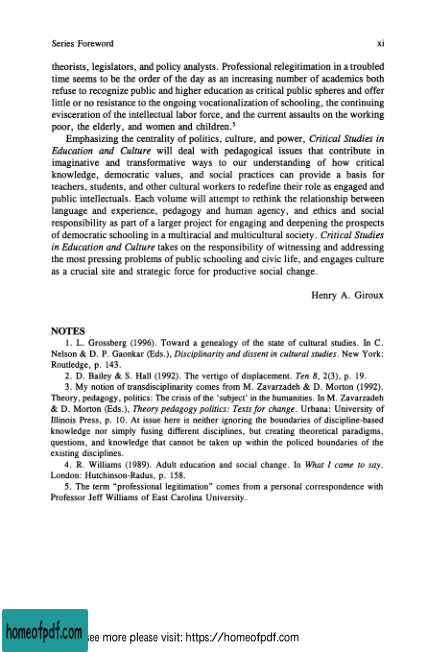 Series Foreword xi
theorists, legislators, and policy analysts. Professional relegitimation in a troubled
time seems to be the order of the day as an increasing number of academics both
refuse to recognize public and higher education as critical public spheres and offer
little or no resistance to the ongoing vocationalization of schooling, the continuing
evisceration of the intellectual labor force, and the current assaults on the working
poor, the elderly, and women and children.5
Emphasizing the centrality of politics, culture, and power, Critical Studies in
Education and Culture will deal with pedagogical issues that contribute in
imaginative and transformative ways to our understanding of how critical
knowledge, democratic values, and social practices can provide a basis for
teachers, students, and other cultural workers to redefine their role as engaged and
public intellectuals. Each volume will attempt to rethink the relationship between
language and experience, pedagogy and human agency, and ethics and social
responsibility as part of a larger project for engaging and deepening the prospects
of democratic schooling in a multiracial and multicultural society. Critical Studies
in Education and Culture takes on the responsibility of witnessing and addressing
the most pressing problems of public schooling and civic life, and engages culture
as a crucial site and strategic force for productive social change.
Henry A. Giroux
NOTES
1. L. Grossberg (1996). Toward a genealogy of the state of cultural studies. In C.
Nelson & D. P. Gaonkar (Eds.), Disciplinarity and dissent in cultural studies. New York:
Routledge, p. 143.
2. D. Bailey & S. Hall (1992). The vertigo of displacement. Ten 8, 2(3), p. 19.
3. My notion of transdisciplinarity comes from M. Zavarzadeh & D. Morton (1992).
Theory, pedagogy, politics: The crisis of the 'subject' in the humanities. In M. Zavarzadeh
& D. Morton (Eds.), Theory pedagogy politics: Texts for change. Urbana: University of
Illinois Press, p. 10. At issue here is neither ignoring the boundaries of discipline-based
knowledge nor simply fusing different disciplines, but creating theoretical paradigms,
questions, and knowledge that cannot be taken up within the policed boundaries of the
existing disciplines.
4. R. Williams (1989). Adult education and social change. In What I came to say.
London: Hutchinson-Radus, p. 158.
5. The term "professional legitimation" comes from a personal correspondence with
Professor Jeff Williams of East Carolina University.
homeofpdf.com see more please visit: https://homeofpdf.com